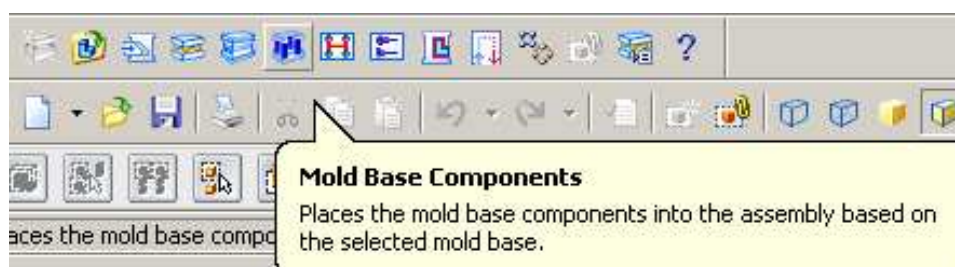 ?
Mold Base Components
Places the mold base components into the assembly based on
the selected mold base.
aces the mold base compo